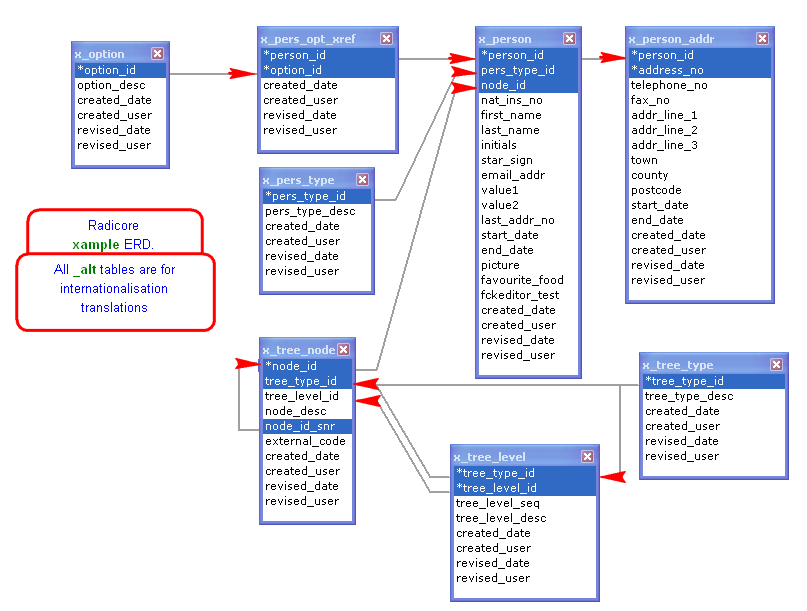 x_option
*option_id
option_desc
created_date
created_user
revised_date
revised_user
x_pers_opt_xref
*person_id
*option_id
created_date
created_user
revised_date
revised_user
x_person
*person_id
pers_type_id
node_id
nat_ins_no
first_name
last_name
initials
star_sign
email_addr
value1
value2
last_addr_no
start_date
end_date
picture
favourite_food
fckeditor_test
created_date
created_user
revised_date
revised_user
x_person_addr
*person_id
*address_no
telephone_no
fax_no
addr_line_1
addr_line_2
addr_line_3
town
county
postcode
start_date
end_date
created_date
created_user
revised_date
revised_user
x_pers_type
*pers_type_id
pers_type_desc
created_date
created_user
revised_date
revised_user
Radicore
xample ERD.
All _alt tables are for
internationalisation
translations
x_tree_node
*node_id
tree_type_id
tree_level_id
node_desc
node_id_snr
external_code
created_date
created_user
revised_date
revised_user
x_tree_level
*tree_type_id
*tree_level_id
tree_level_seq
tree_level_desc
created_date
created_user
revised_date
revised_user
x_tree_type
*tree_type_id
tree_type_desc
created_date
created_user
revised_date
revised_user